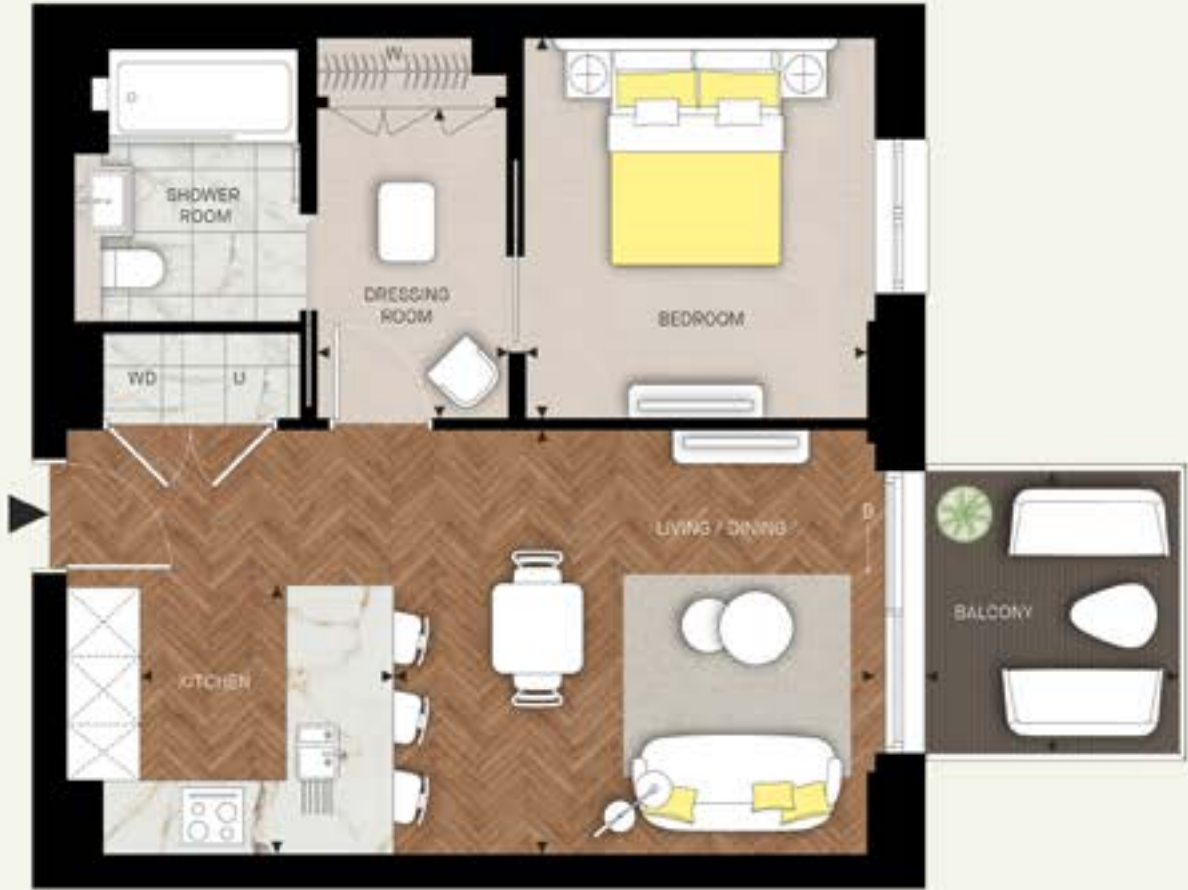 W
SHOWER
ROOM
DRESSING
ROOM
BEDROOM
WD
U
LIVING / DINING
B
BALCONY
KITCHEN